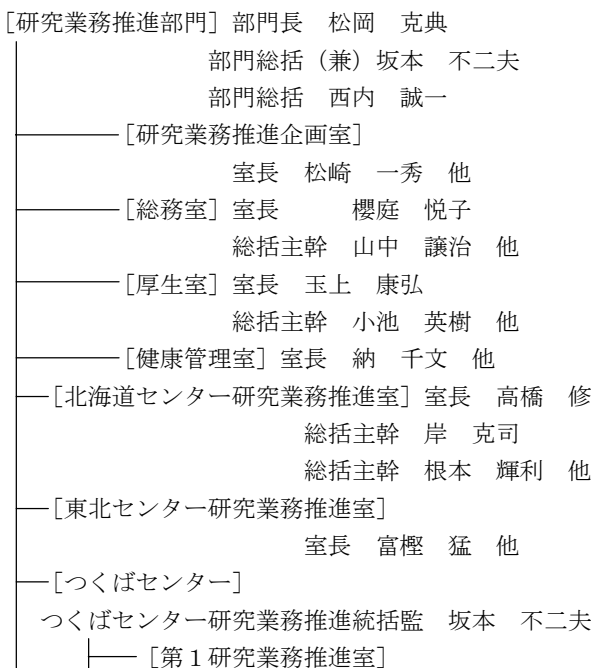 [研究業務推進部門] 部門長　松岡　克典
部門総括（兼）坂本　不二夫
部門総括　西内　誠一
[研究業務推進企画室]
室長　松崎　一秀　他
[総務室] 室長　　櫻庭　悦子
総括主幹　山中　譲治　他
[厚生室] 室長　玉上　康弘
総括主幹　小池　英樹　他
[健康管理室] 室長　納　千文　他
[北海道センター研究業務推進室] 室長　高橋　修
総括主幹　岸　克司
総括主幹　根本　輝利　他
[東北センター研究業務推進室]
室長　富樫　猛　他
[つくばセンター]
つくばセンター研究業務推進統括監　坂本　不二夫
[第１研究業務推進室]